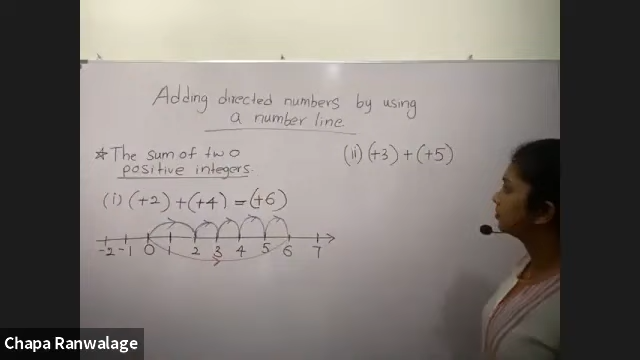 Adding directed numbers by using
a number line.
* The sum of two
positive integers.
(i) (+2) + (+4) = (+6)
-2 -1 0 1 2 3 4 5 6 7
(ii) (+3) + (+5)
Chapa Ranwalage